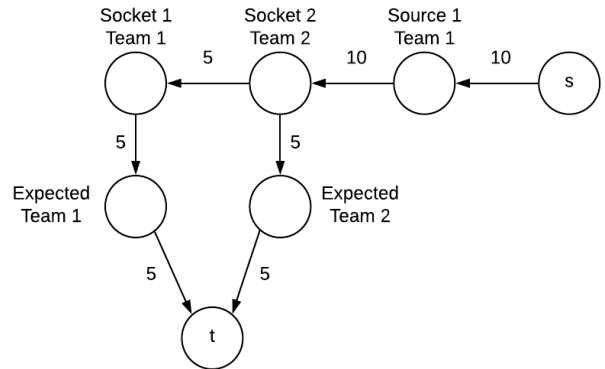 Socket 1
Team 1
Socket 2
Team 2
Source 1
Team 1
5
10
10
s
5
5
Expected
Team 1
Expected
Team 2
5
5
t